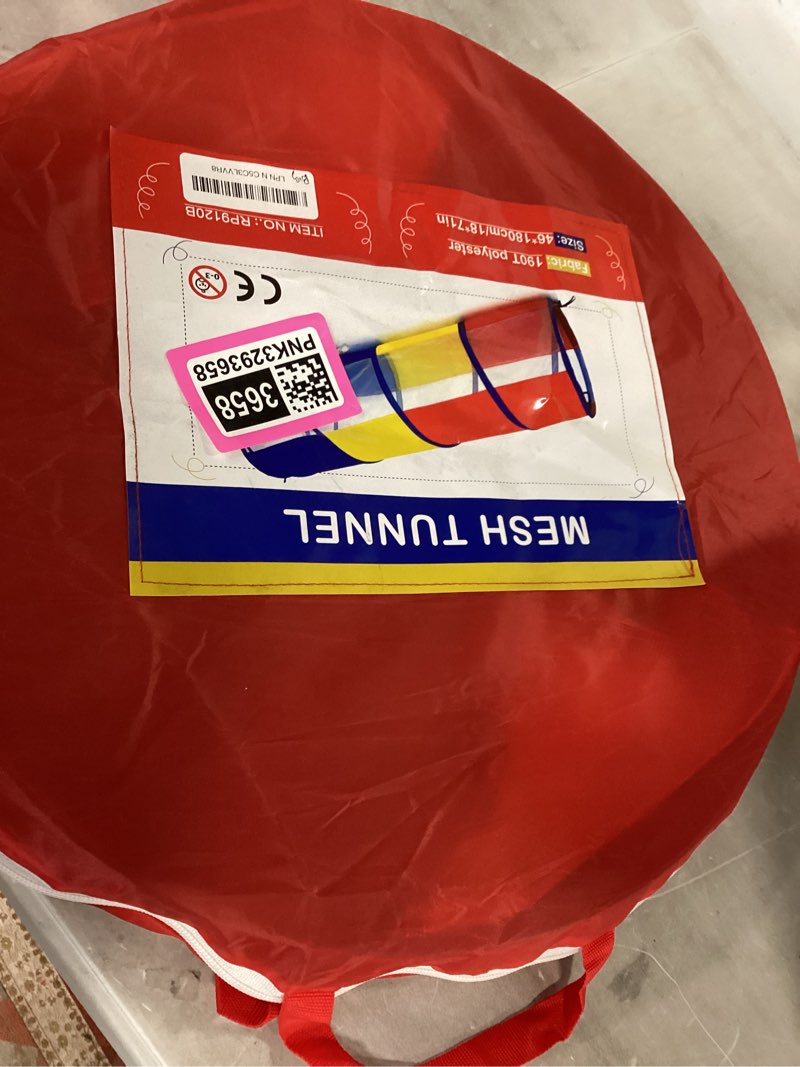 MESH TUNNEL
PNK3293658
3658
CE
0-3
Fabric: 190T polyester
Size: 46*180cm/18*71in
ITEM NO.: RP9120B